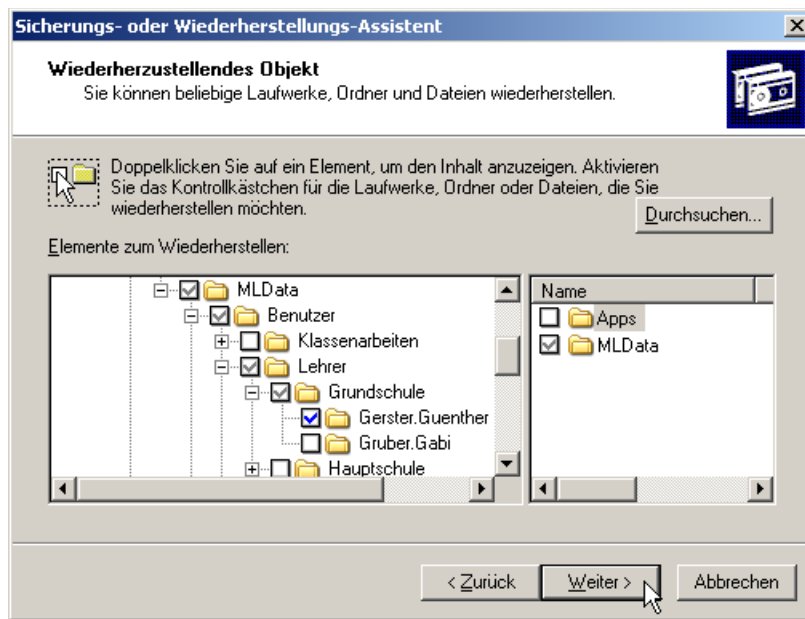 Sicherungs- oder Wiederherstellungs-Assistent
Wiederherzustellendes Objekt
Sie können beliebige Laufwerke, Ordner und Dateien wiederherstellen.
Doppelklicken Sie auf ein Element, um den Inhalt anzuzeigen. Aktivieren
Sie das Kontrollkästchen für die Laufwerke, Ordner oder Dateien, die Sie
wiederherstellen möchten.
Durchsuchen...
Elemente zum Wiederherstellen:
MLData
Benutzer
Klassenarbeiten
Lehrer
Grundschule
Gerster.Guenther
Gruber.Gabi
Hauptschule
Name
Apps
MLData
< Zurück
Weiter >
Abbrechen